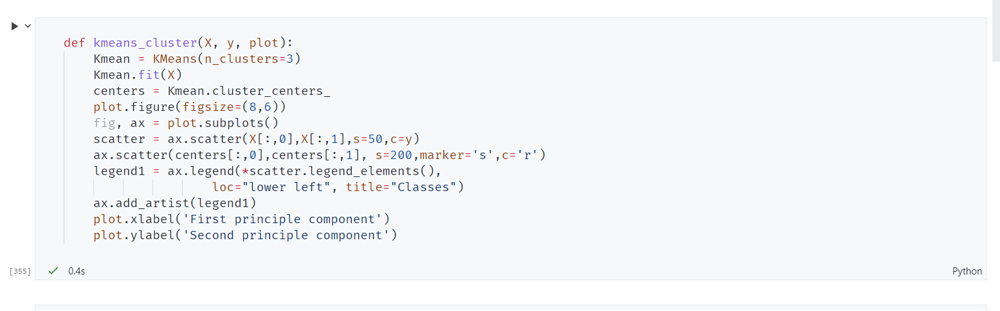 def kmeans_cluster(X, y, plot):
    Kmean = KMeans(n_clusters=3)
    Kmean.fit(X)
    centers = Kmean.cluster_centers_
    plot.figure(figsize=(8,6))
    fig, ax = plot.subplots()
    scatter = ax.scatter(X[:,0],X[:,1],s=50,c=y)
    ax.scatter(centers[:,0],centers[:,1], s=200,marker='s',c='r')
    legend1 = ax.legend(*scatter.legend_elements(),
                    loc="lower left", title="Classes")
    ax.add_artist(legend1)
    plot.xlabel('First principle component')
    plot.ylabel('Second principle component')
[355] 0.4s Python